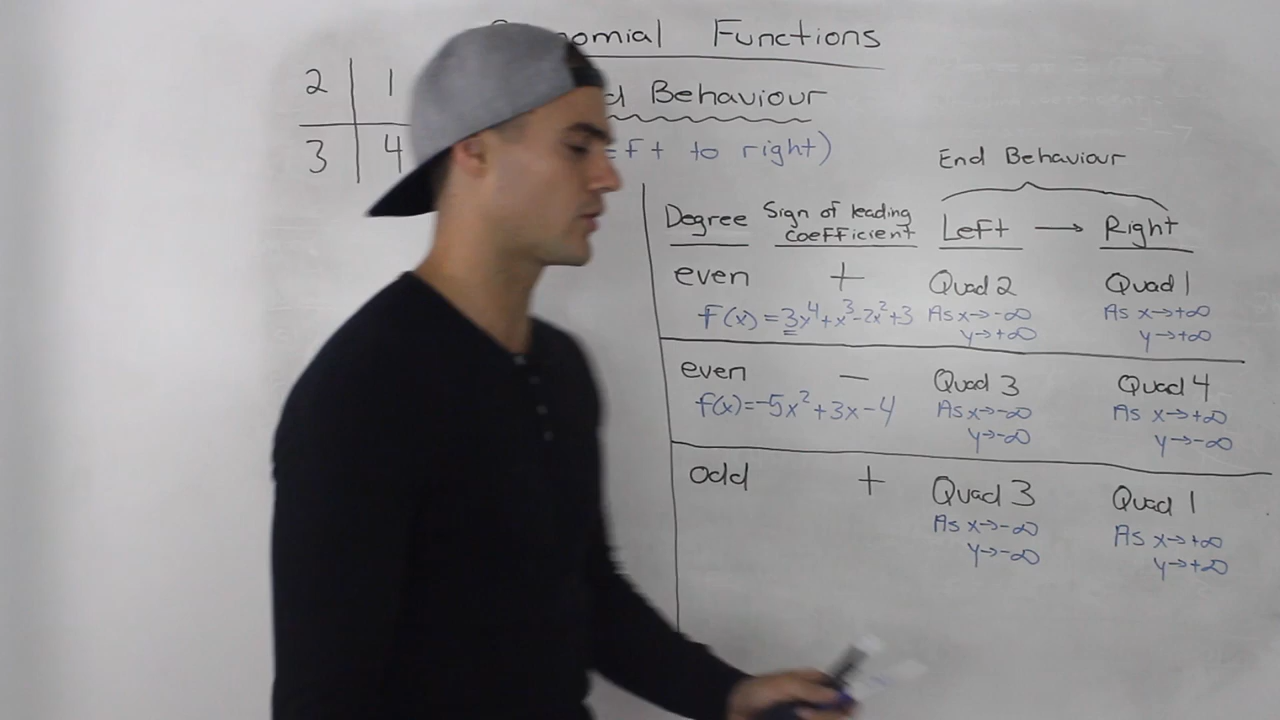 Functions
2 1
Behaviour
3 4
to right)
End Behaviour
Degree Sign of leading coefficient Left → Right
even + Quad 2 Quad 1
f(x) = 3x⁴+x³-2x²+3 As x→-∞ As x→+∞
y→+∞ y→+∞
even — Quad 3 Quad 4
f(x)=-5x²+3x-4 As x→-∞ As x→+∞
y→-∞ y→-∞
odd + Quad 3 Quad 1
As x→-∞ As x→+∞
y→-∞ y→+∞